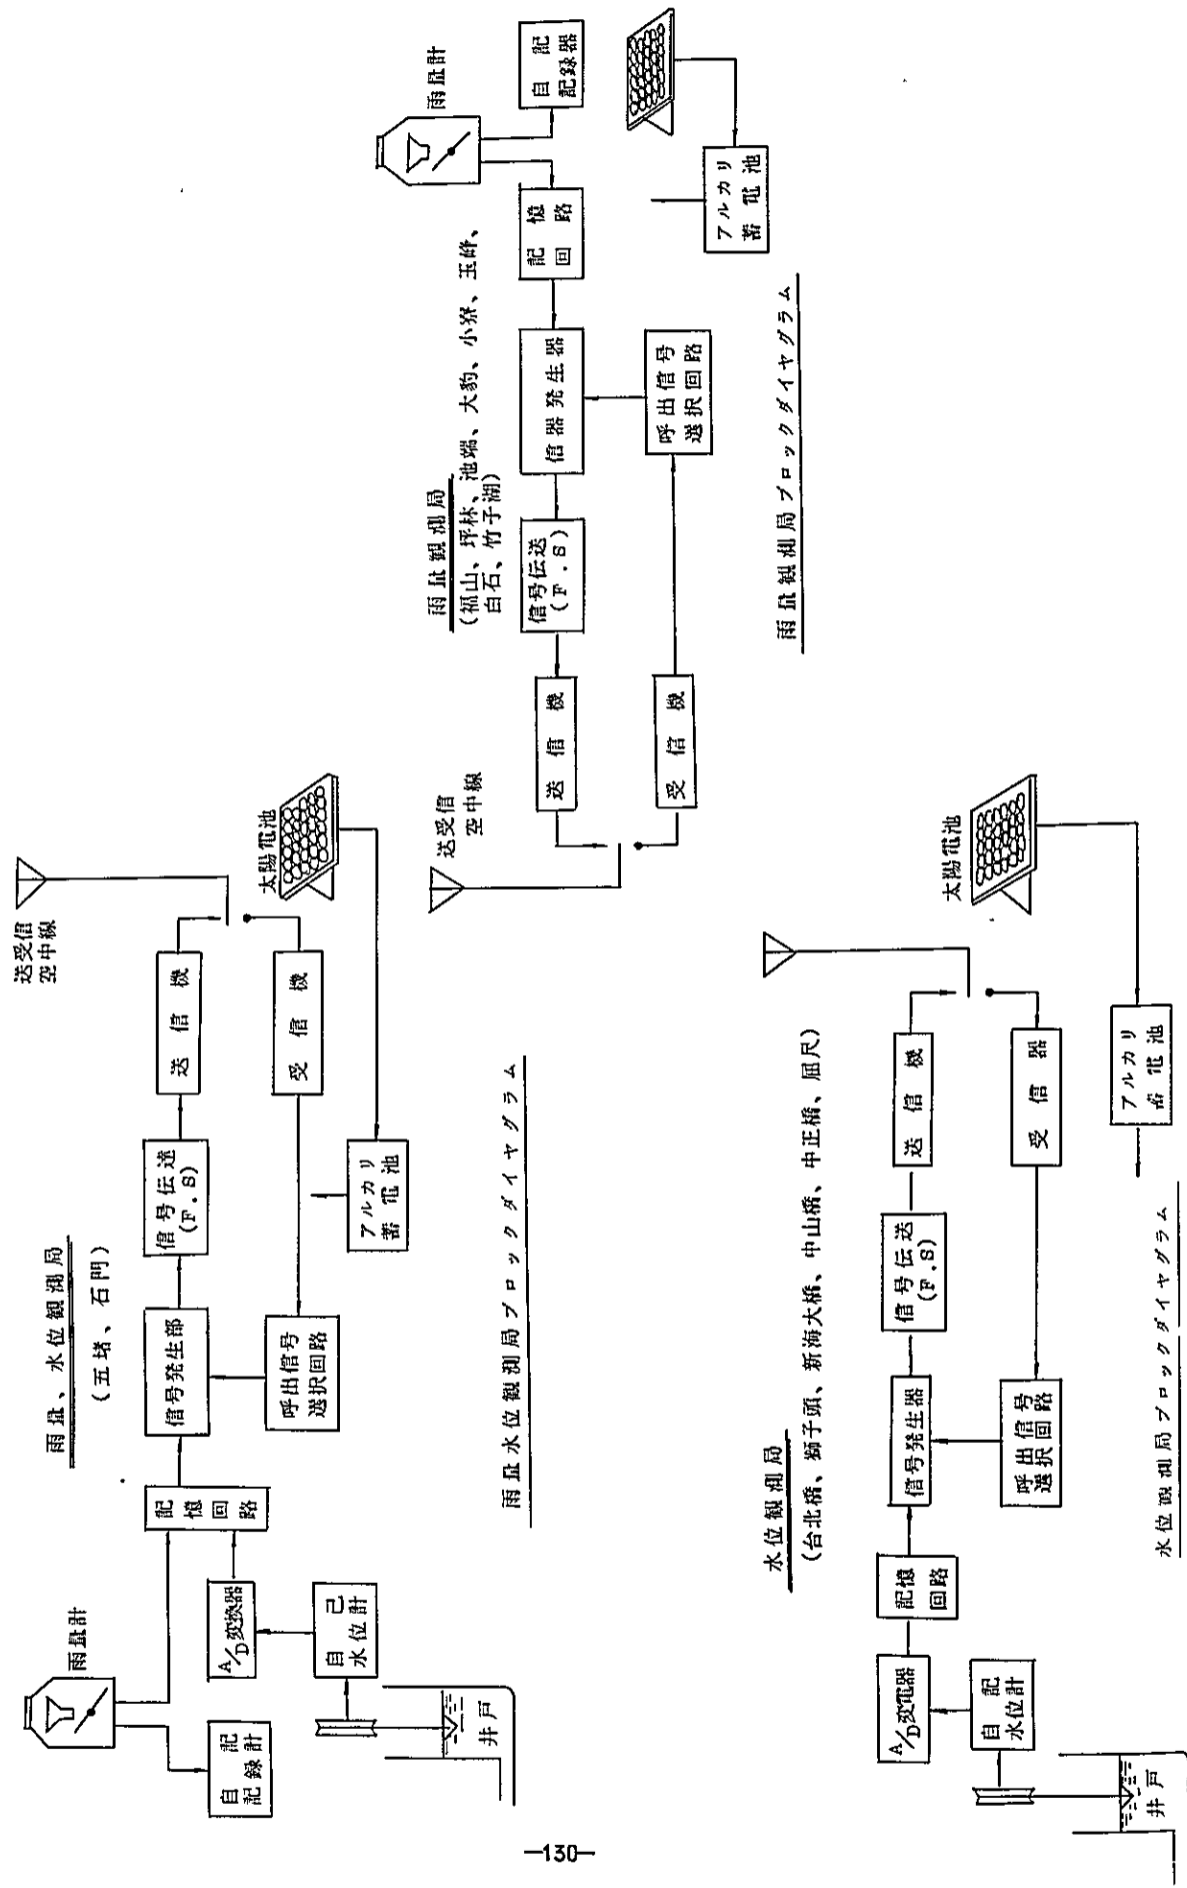 雨量、水位観測局
(五堵、石門)
送受信
空中線
雨量計
自記
記録計
記憶
回路
信号発生部
信号伝達
(F.S)
送信機
受信機
呼出信号
選択回路
A/D変換器
自己
水位計
井戸
アルカリ
蓄電池
太陽電池
雨量水位観測局ブロックダイヤグラム
雨量観測局
(福山、坪林、池端、大豹、小寮、玉峰、
白石、竹子湖)
送受信
空中線
送信機
受信機
信号伝送
(F.S)
信器発生器
記憶
回路
雨量計
自記
記録器
呼出信号
選択回路
アルカリ
蓄電池
雨量観測局ブロックダイヤグラム
水位観測局
(台北橋、獅子頭、新海大橋、中山橋、中正橋、屈尺)
A/D変電器
記憶
回路
信号発生器
信号伝送
(F.S)
送信機
受信器
呼出信号
選択回路
自記
水位計
井戸
太陽電池
アルカリ
蓄電池
水位観測局ブロックダイヤグラム
—130—